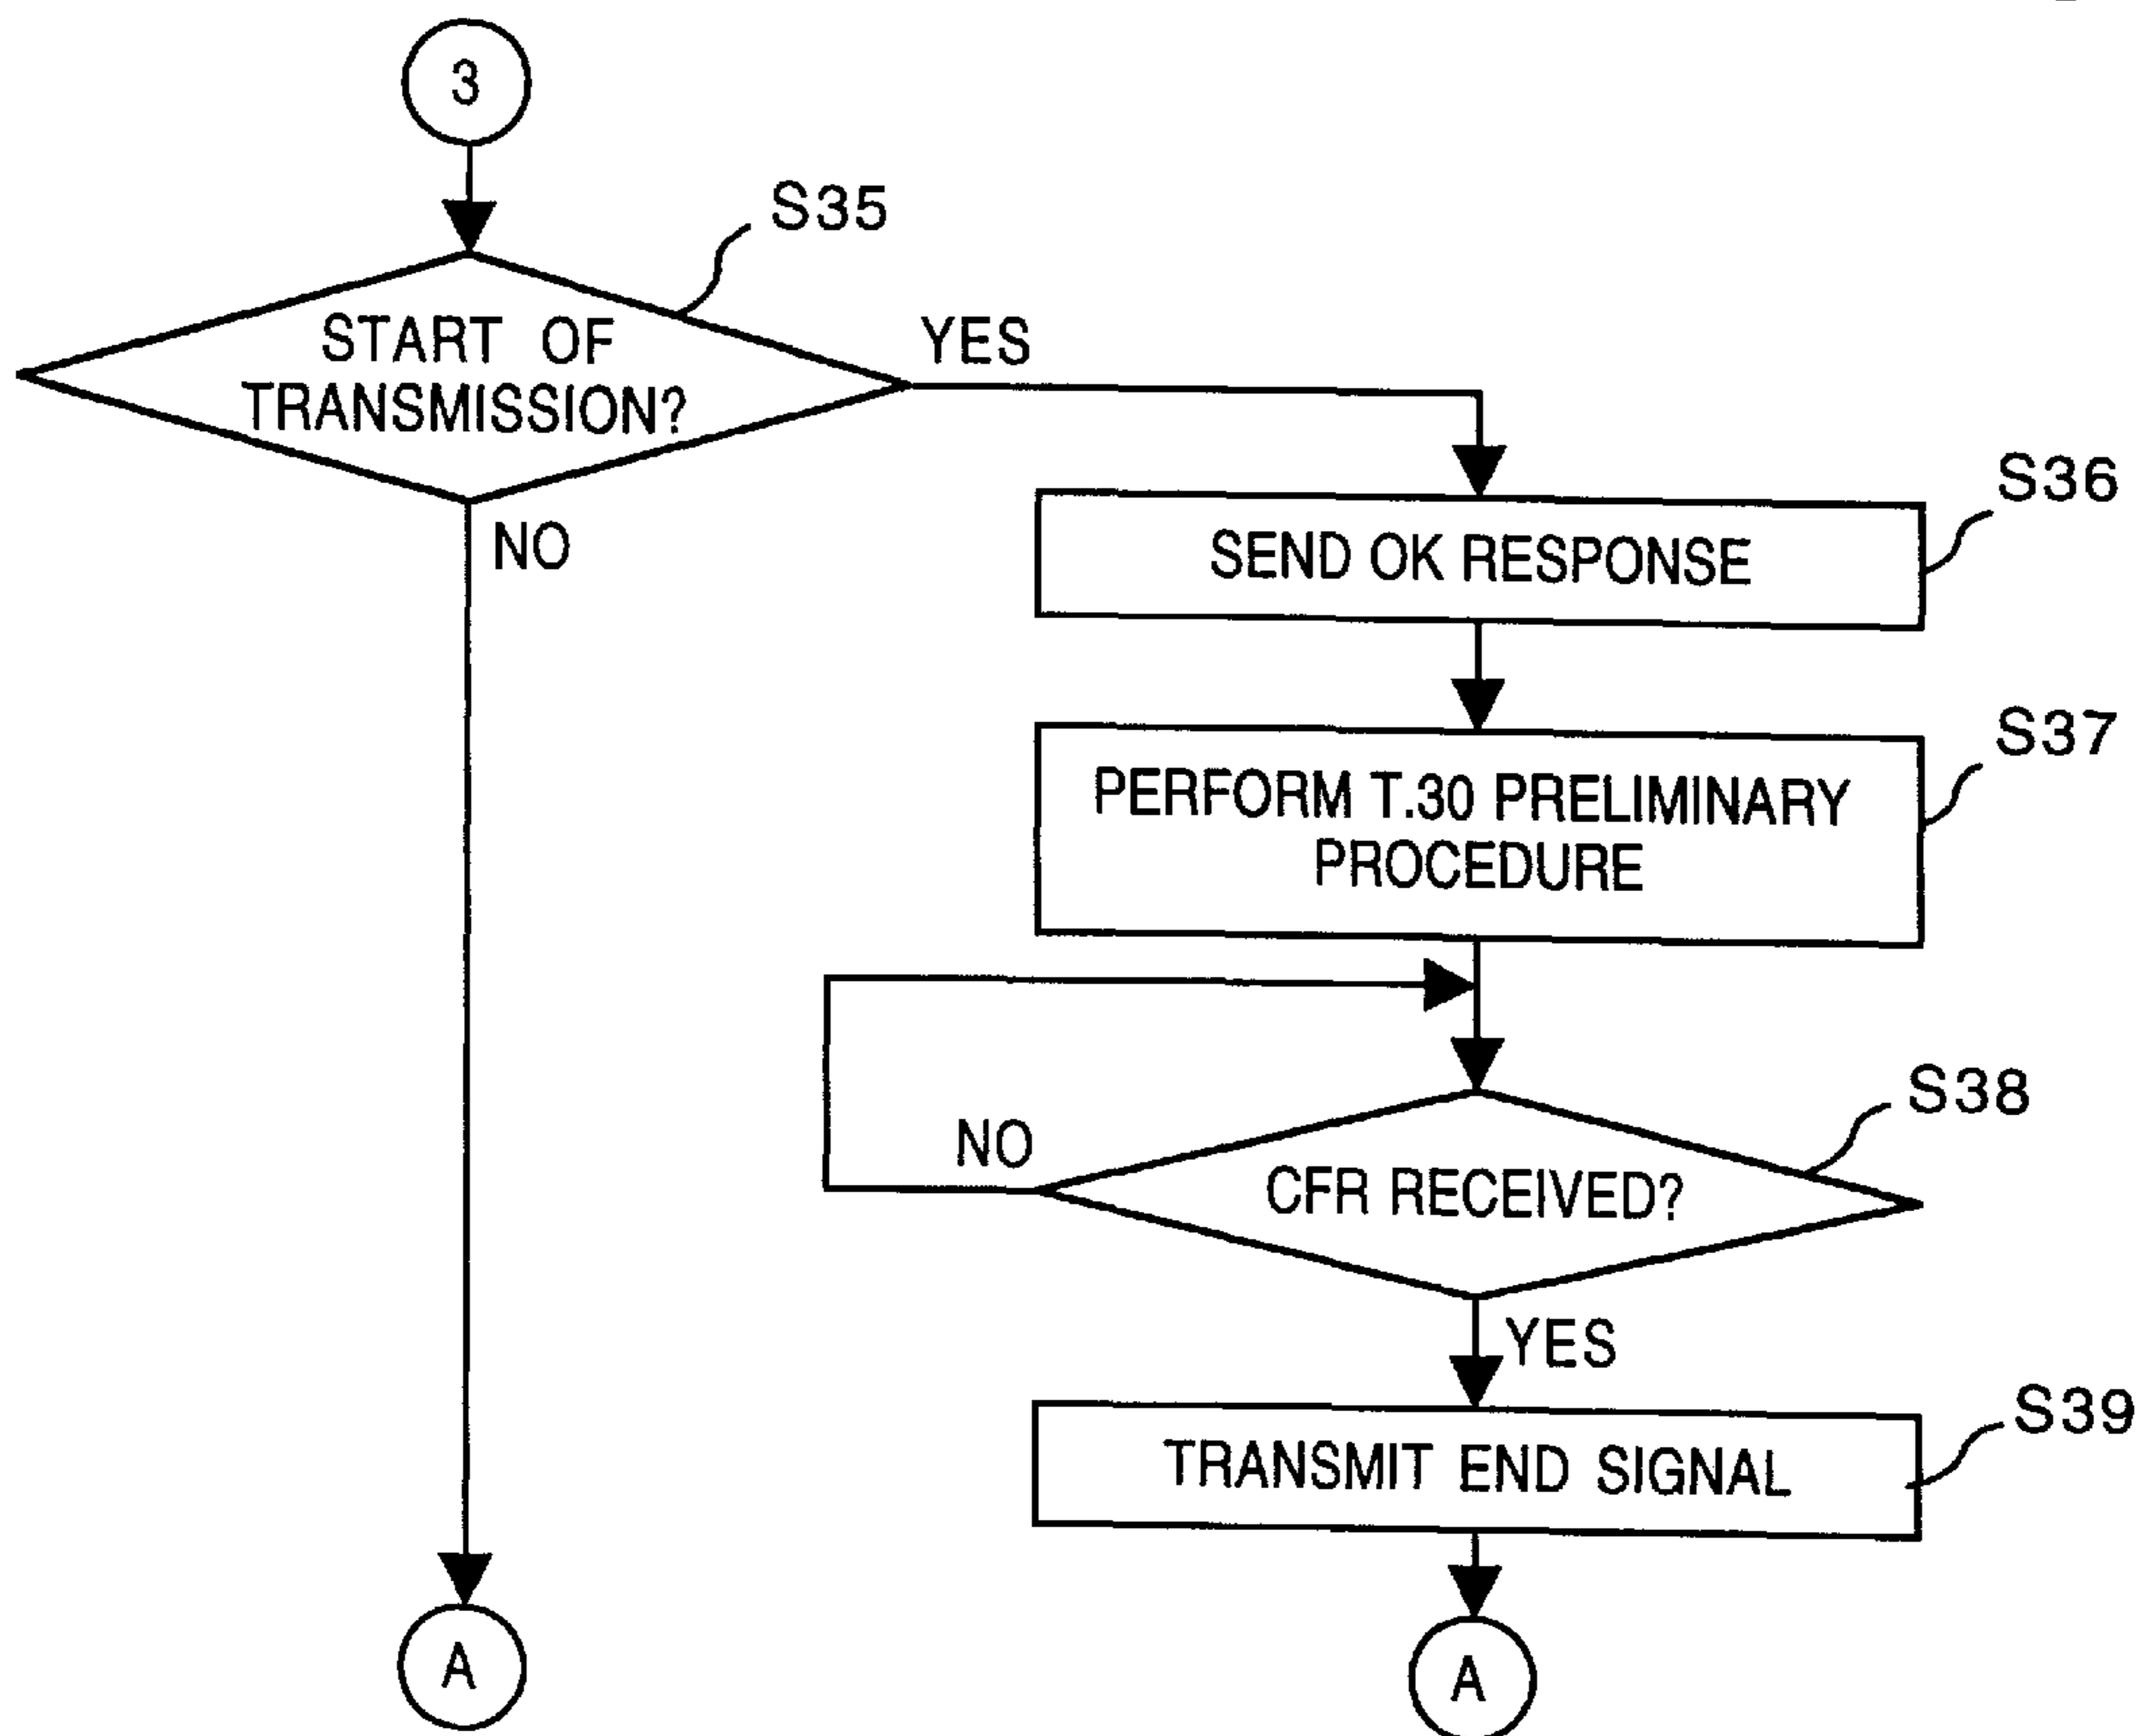 3
S35
START OF
TRANSMISSION?
YES
NO
S36
SEND OK RESPONSE
S37
PERFORM T.30 PRELIMINARY
PROCEDURE
NO
S38
CFR RECEIVED?
YES
S39
TRANSMIT END SIGNAL
A
A